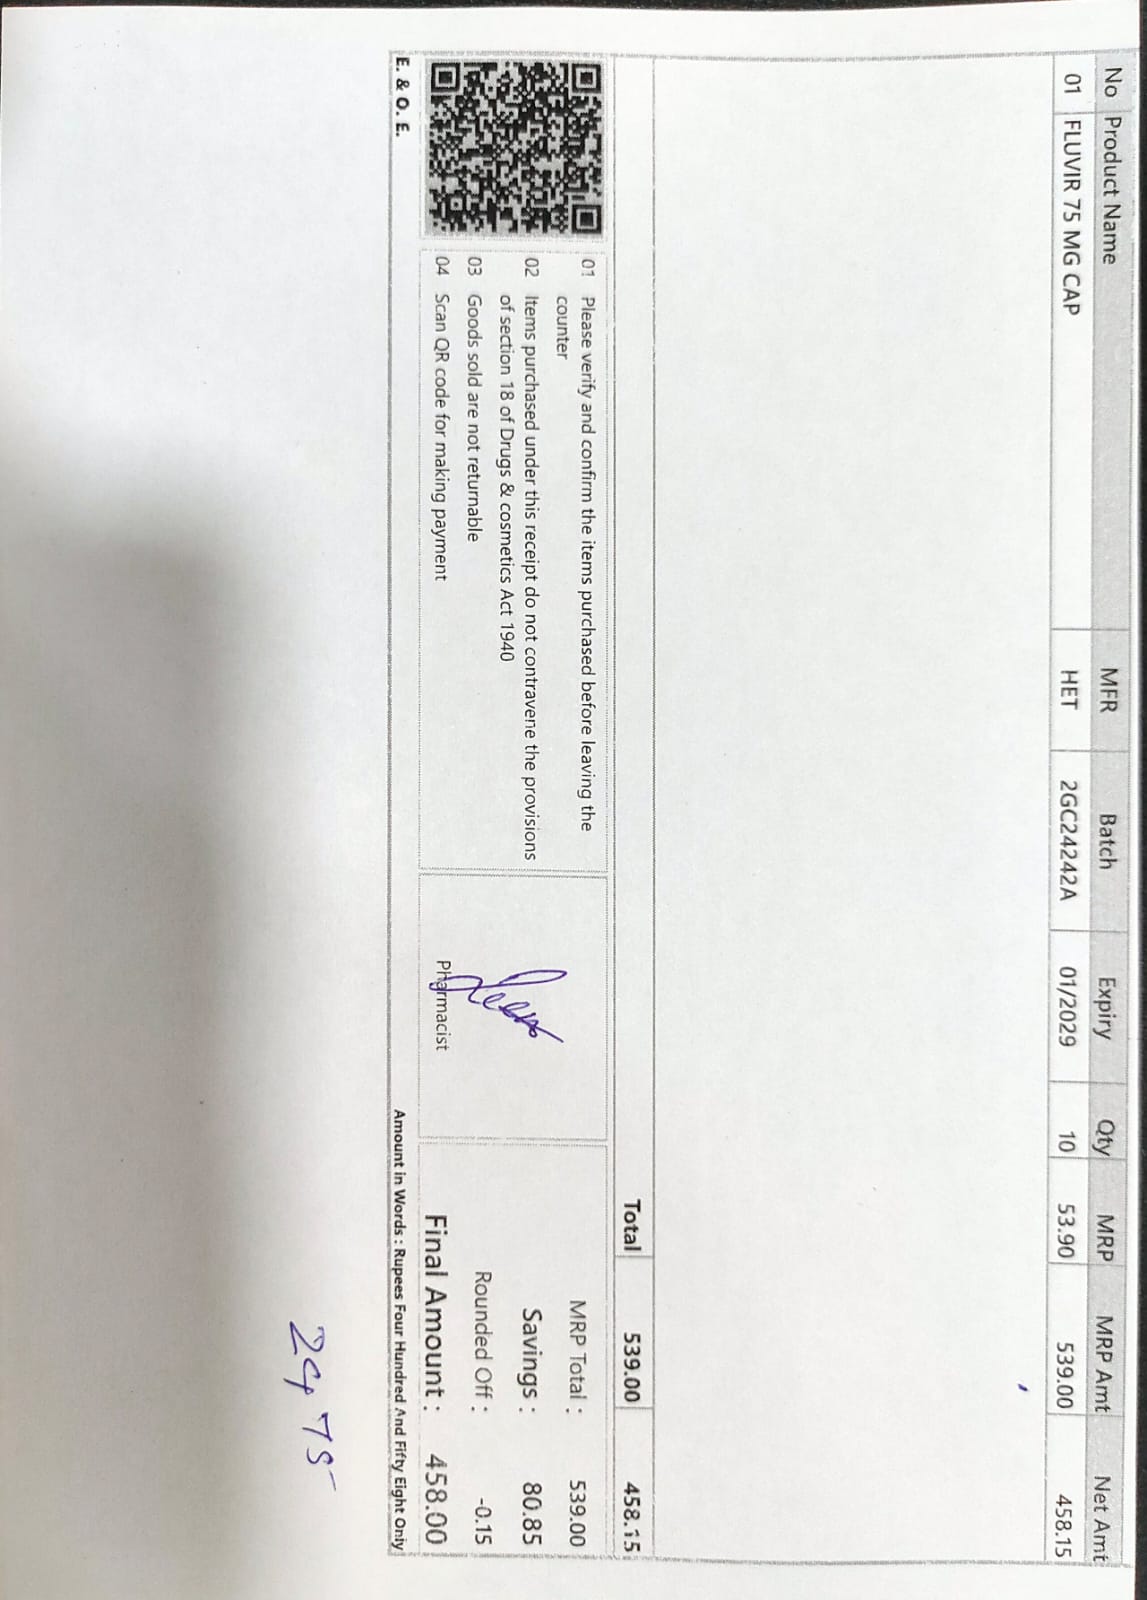 No Product Name MFR Batch Expiry Qty MRP MRP Amt Net Amt
01 FLUVIR 75 MG CAP HET 2GC24242A 01/2029 10 53.90 539.00 458.15
Total 539.00 458.15
01 Please verify and confirm the items purchased before leaving the
counter
02 Items purchased under this receipt do not contravene the provisions
of section 18 of Drugs & cosmetics Act 1940
03 Goods sold are not returnable
04 Scan QR code for making payment
Pharmacist
MRP Total : 539.00
Savings : 80.85
Rounded Off : -0.15
Final Amount : 458.00
E. & O. E.
Amount in Words : Rupees Four Hundred And Fifty Eight Only
2475